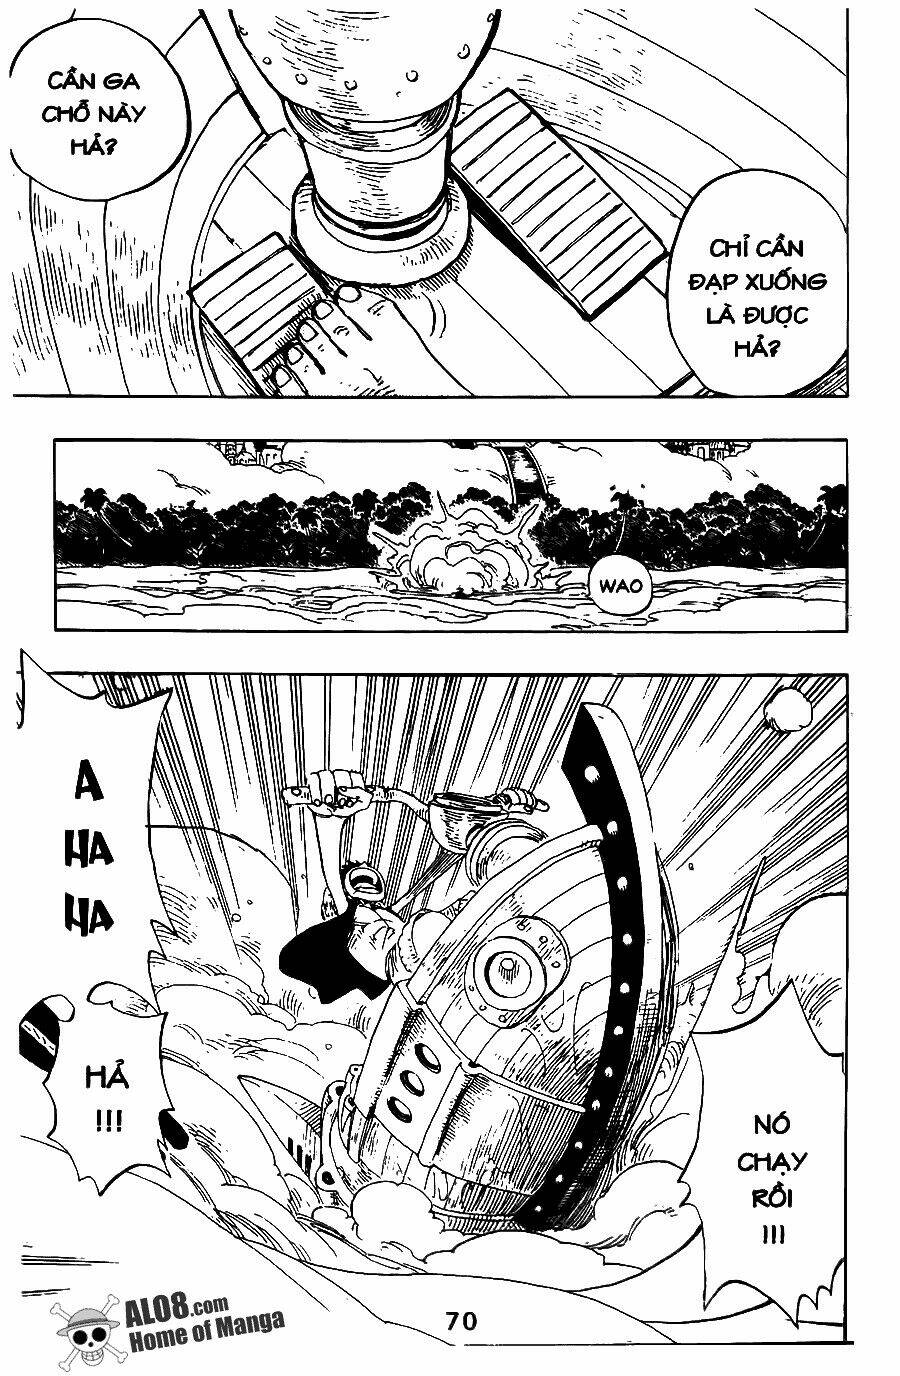 CẦN GA
CHỖ NÀY
HẢ?
CHỈ CẦN
ĐẠP XUỐNG
LÀ ĐƯỢC
HẢ?
WAO
A
HA
HA
HẢ
!!!
NÓ
CHẠY
RỒI
!!!
70
ALO8.com
Home of Manga